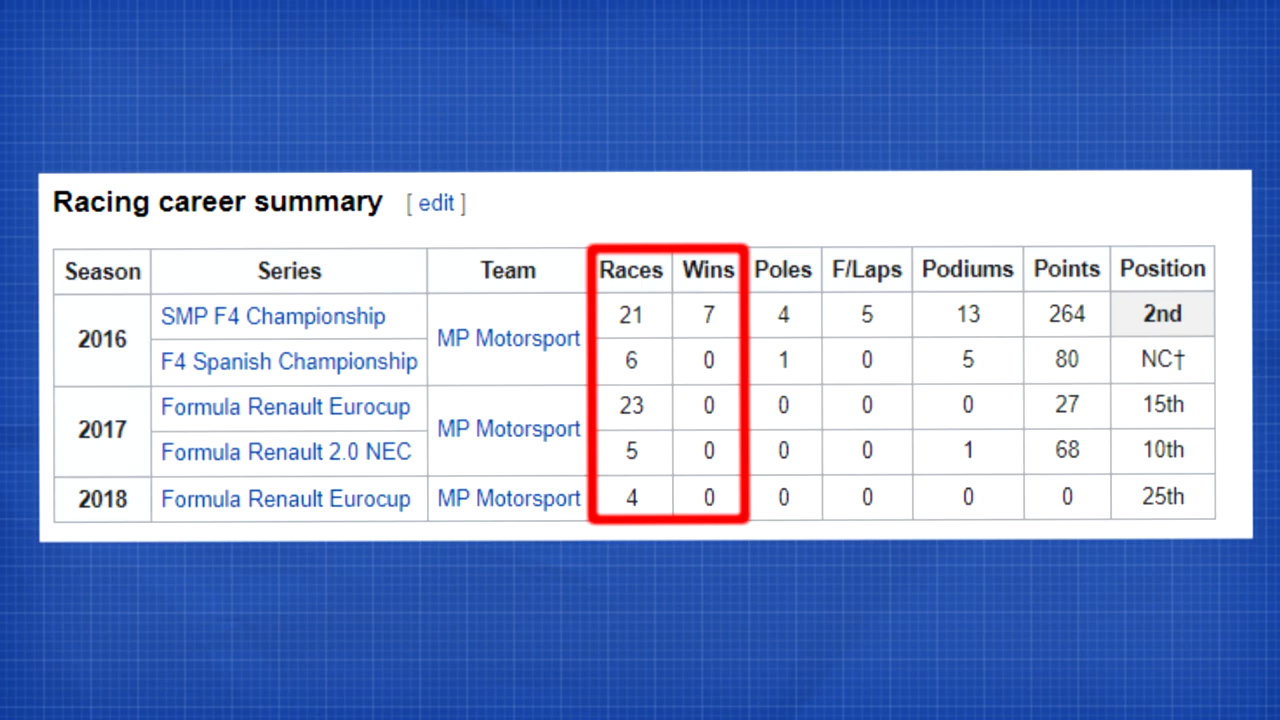 Racing career summary [ edit ]
Season Series Team Races Wins Poles F/Laps Podiums Points Position
2016 SMP F4 Championship MP Motorsport 21 7 4 5 13 264 2nd
F4 Spanish Championship 6 0 1 0 5 80 NC†
2017 Formula Renault Eurocup MP Motorsport 23 0 0 0 0 27 15th
Formula Renault 2.0 NEC 5 0 0 0 1 68 10th
2018 Formula Renault Eurocup MP Motorsport 4 0 0 0 0 0 25th